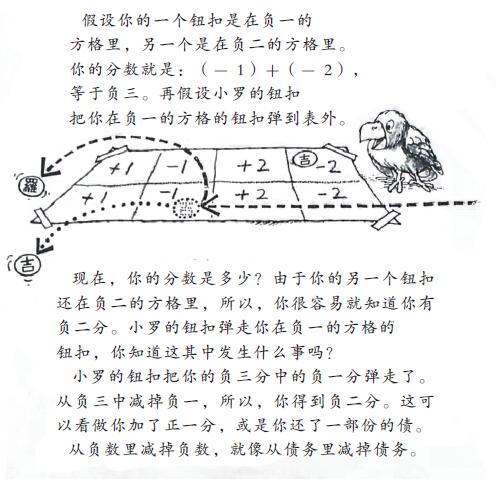 假设你的一个钮扣是在负一的
方格里，另一个是在负二的方格里。
你的分数就是：（－1）＋（－2），
等于负三。再假设小罗的钮扣
把你在负一的方格的钮扣弹到表外。
+1 -1 +2 吉 -2
羅
+1 -1 +2 -2
吉
现在，你的分数是多少？由于你的另一个钮扣
还在负二的方格里，所以，你很容易就知道你有
负二分。小罗的钮扣弹走你在负一的方格的
钮扣，你知道这其中发生什么事吗？
小罗的钮扣把你的负三分中的负一分弹走了。
从负三中减掉负一，所以，你得到负二分。这可
以看做你加了正一分，或是你还了一部份的债。
从负数里减掉负数，就像从债务里减掉债务。